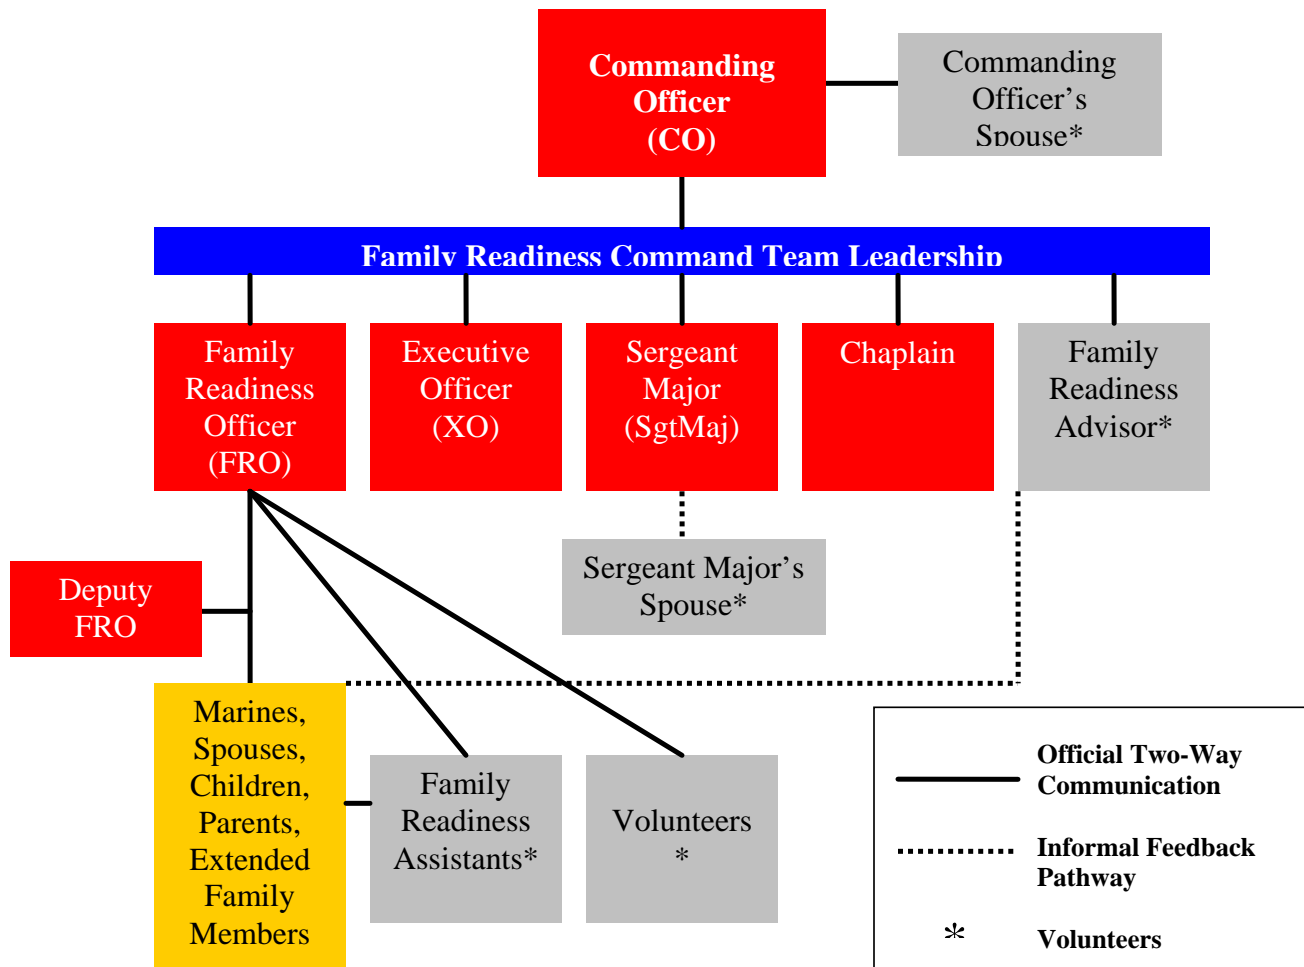 Commanding
Officer
(CO)
Commanding
Officer's
Spouse*
Family Readiness Command Team Leadership
Family
Readiness
Officer
(FRO)
Executive
Officer
(XO)
Sergeant
Major
(SgtMaj)
Chaplain
Family
Readiness
Advisor*
Sergeant Major's
Spouse*
Deputy
FRO
Marines,
Spouses,
Children,
Parents,
Extended
Family
Members
Family
Readiness
Assistants*
Volunteers
*
Official Two-Way
Communication
Informal Feedback
Pathway
* Volunteers